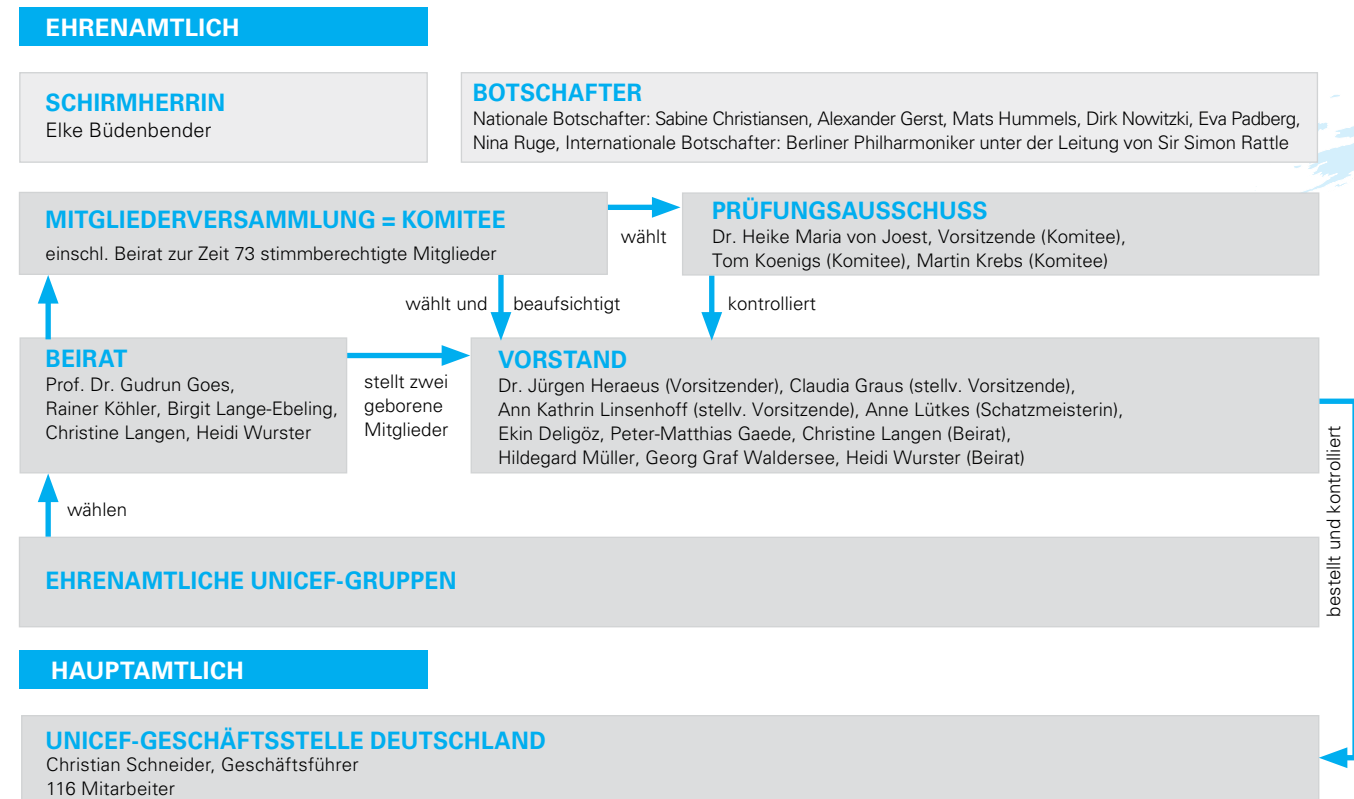 EHRENAMTLICH
SCHIRMHERRIN
Elke Büdenbender
BOTSCHAFTER
Nationale Botschafter: Sabine Christiansen, Alexander Gerst, Mats Hummels, Dirk Nowitzki, Eva Padberg,
Nina Ruge, Internationale Botschafter: Berliner Philharmoniker unter der Leitung von Sir Simon Rattle
MITGLIEDERVERSAMMLUNG = KOMITEE
einschl. Beirat zur Zeit 73 stimmberechtigte Mitglieder
wählt
PRÜFUNGSAUSSCHUSS
Dr. Heike Maria von Joest, Vorsitzende (Komitee),
Tom Koenigs (Komitee), Martin Krebs (Komitee)
wählt und beaufsichtigt
kontrolliert
BEIRAT
Prof. Dr. Gudrun Goes,
Rainer Köhler, Birgit Lange-Ebeling,
Christine Langen, Heidi Wurster
stellt zwei
geborene
Mitglieder
VORSTAND
Dr. Jürgen Heraeus (Vorsitzender), Claudia Graus (stellv. Vorsitzende),
Ann Kathrin Linsenhoff (stellv. Vorsitzende), Anne Lütkes (Schatzmeisterin),
Ekin Deligöz, Peter-Matthias Gaede, Christine Langen (Beirat),
Hildegard Müller, Georg Graf Waldersee, Heidi Wurster (Beirat)
bestellt und kontrolliert
wählen
EHRENAMTLICHE UNICEF-GRUPPEN
HAUPTAMTLICH
UNICEF-GESCHÄFTSSTELLE DEUTSCHLAND
Christian Schneider, Geschäftsführer
116 Mitarbeiter